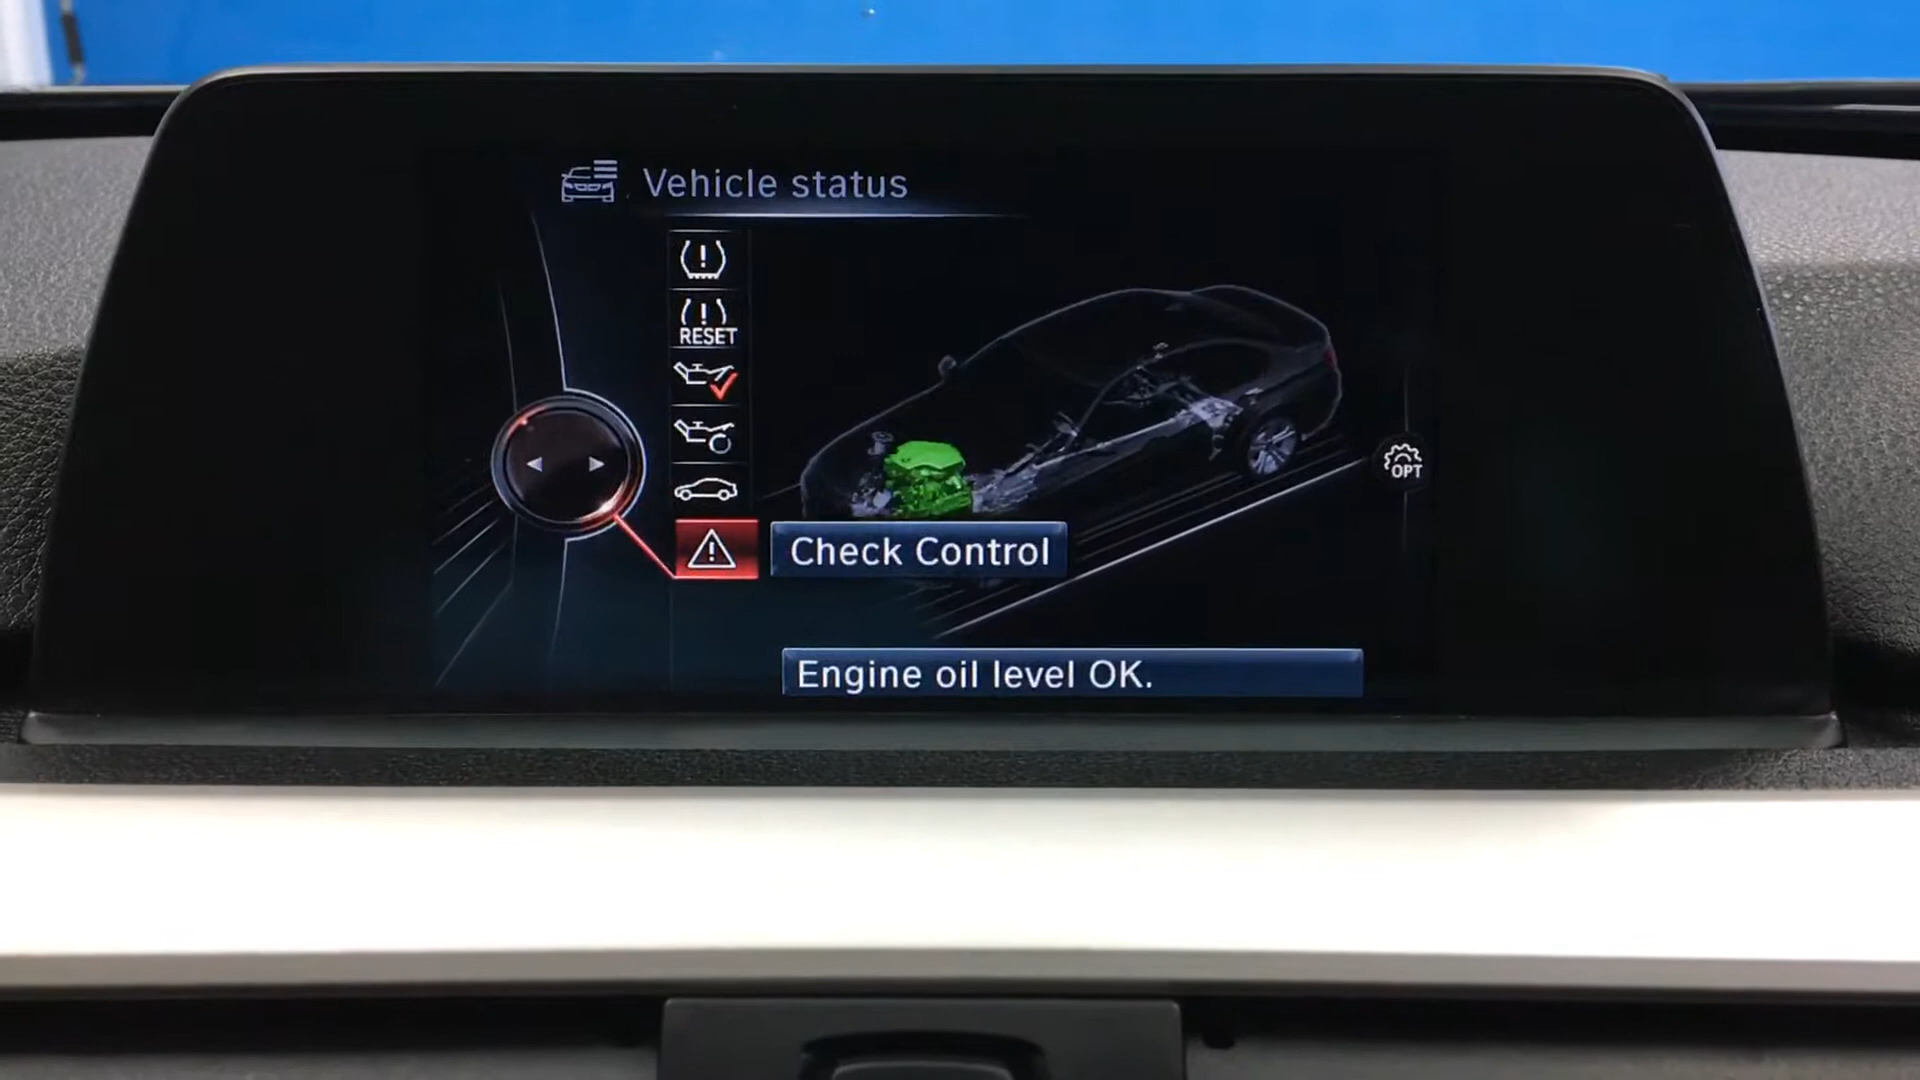 Vehicle status
RESET
OPT
Check Control
Engine oil level OK.